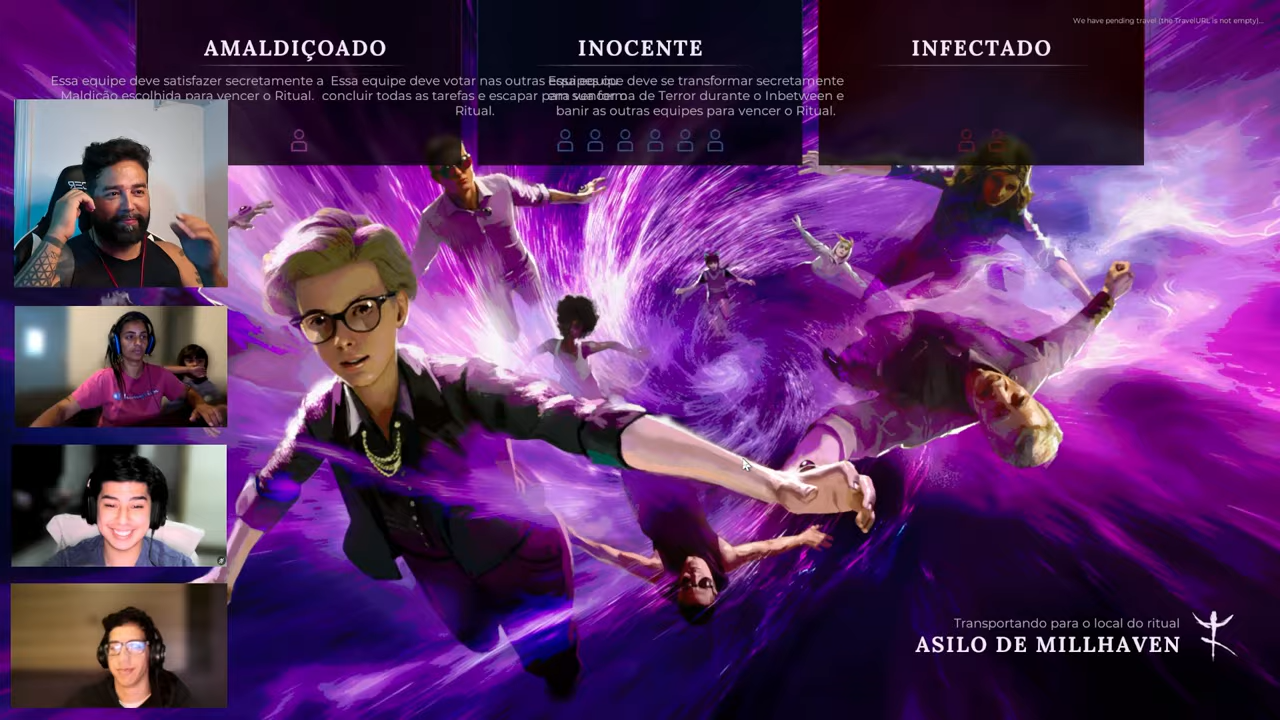 We have pending travel (the TravelURL is not empty)...
AMALDIÇOADO
INOCENTE
INFECTADO
Essa equipe deve satisfazer secretamente a
Maldição escolhida para vencer o Ritual.
Essa equipe deve votar nas outras equipes ou
concluir todas as tarefas e escapar para vencer o
Ritual.
Essa equipe deve se transformar secretamente
em sua forma de Terror durante o Inbetween e
banir as outras equipes para vencer o Ritual.
Transportando para o local do ritual
ASILO DE MILLHAVEN